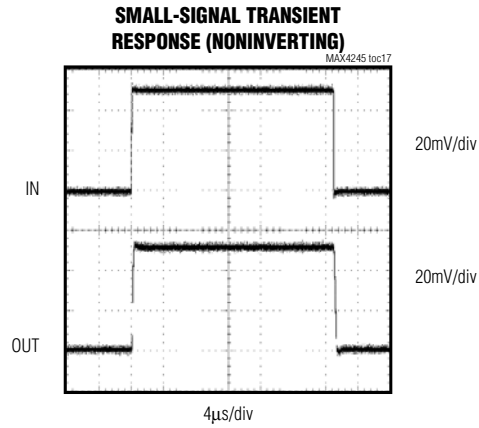 SMALL-SIGNAL TRANSIENT
RESPONSE (NONINVERTING)
MAX4245 toc17
20mV/div
IN
20mV/div
OUT
4μs/div